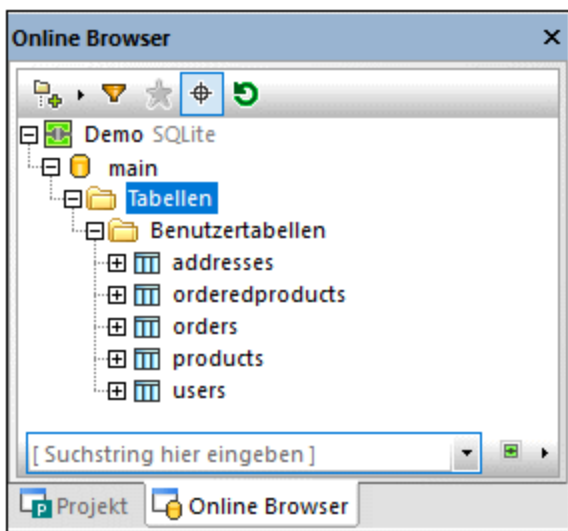 Online Browser
Demo SQLite
main
Tabellen
Benutzertabellen
addresses
orderedproducts
orders
products
users
[ Suchstring hier eingeben ]
Projekt Online Browser